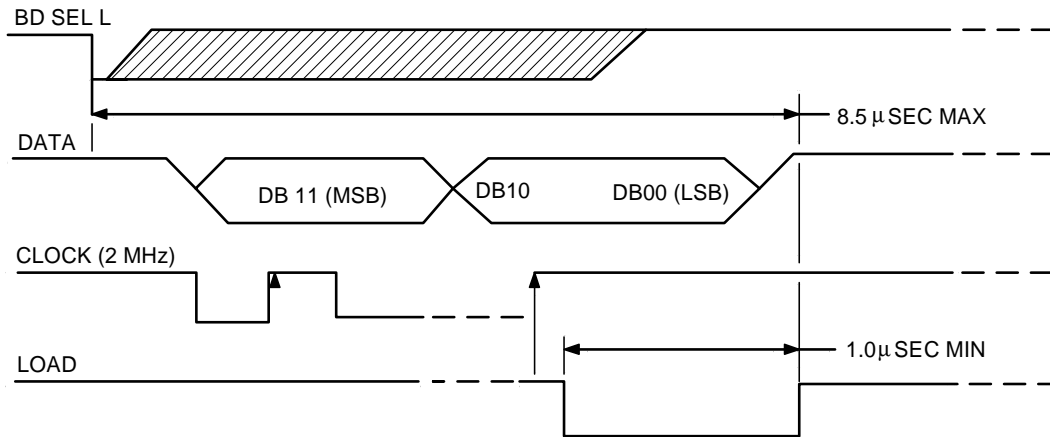 BD SEL L
8.5 μ SEC MAX
DATA
DB 11 (MSB)
DB10
DB00 (LSB)
CLOCK (2 MHz)
LOAD
1.0μ SEC MIN